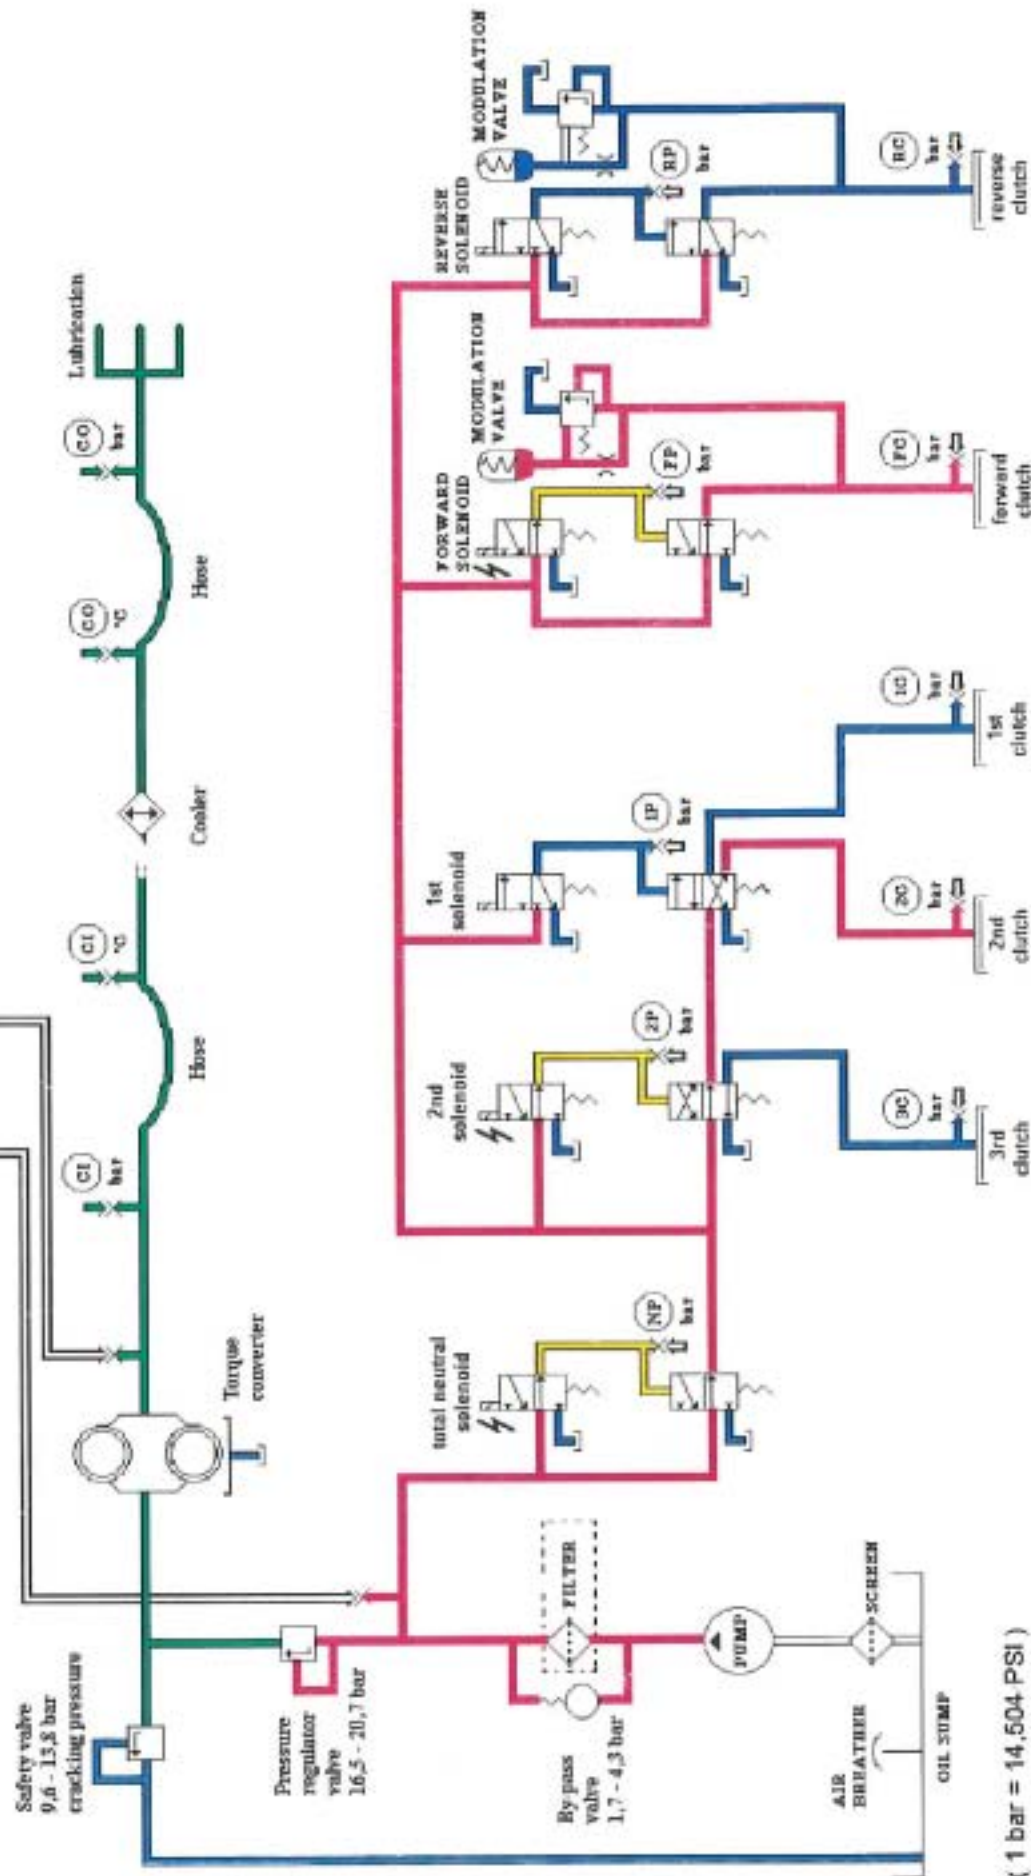 Safety valve
9,6 - 13,8 bar
cracking pressure
Pressure
regulator
valve
16,5 - 20,7 bar
By-pass
valve
1,7 - 4,3 bar
FILTER
PUMP
SCREEN
AIR
BREATHER
OIL SUMP
( 1 bar = 14,504 PSI )
Torque
converter
CI
bar
Hose
CI
°C
Cooler
CO
°C
Hose
CO
bar
Lubrication
total neutral
solenoid
NP
bar
2nd
solenoid
2P
bar
1st
solenoid
1P
bar
FORWARD
SOLENOID
MODULATION
VALVE
FP
bar
REVERSE
SOLENOID
MODULATION
VALVE
RP
bar
3C
bar
3rd
clutch
2C
bar
2nd
clutch
1C
bar
1st
clutch
FC
bar
forward
clutch
RC
bar
reverse
clutch